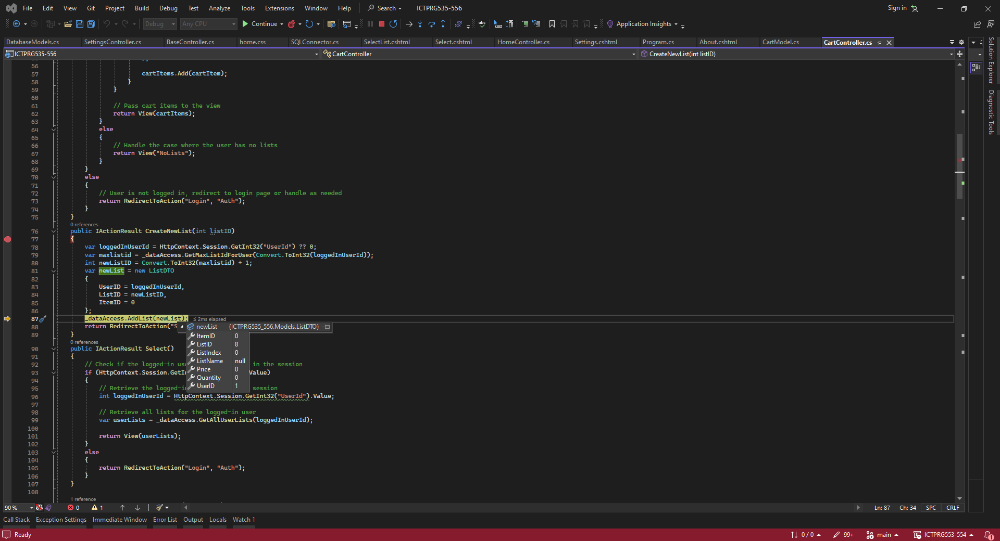 File Edit View Git Project Build Debug Test Analyze Tools Extensions Window Help Search ICTPRG535-556 Sign in
Debug Any CPU Continue Application Insights
DatabaseModels.cs SettingsController.cs BaseController.cs home.css SQLConnector.cs SelectList.cshtml Select.cshtml HomeController.cs Settings.cshtml Program.cs About.cshtml CartModel.cs CartController.cs
ICTPRG535-556 CartController CreateNewList(int listID)
Solution Explorer
Diagnostic Tools
56
57 cartItems.Add(cartItem);
58 }
59 }
60
61 // Pass cart items to the view
62 return View(cartItems);
63 }
64 else
65 {
66 // Handle the case where the user has no lists
67 return View("NoLists");
68 }
69 }
70 else
71 {
72 // User is not logged in, redirect to login page or handle as needed
73 return RedirectToAction("Login", "Auth");
74 }
75 }
0 references
76 public IActionResult CreateNewList(int listID)
77 {
78 var loggedInUserId = HttpContext.Session.GetInt32("UserId") ?? 0;
79 var maxlistid = _dataAccess.GetMaxListIdForUser(Convert.ToInt32(loggedInUserId));
80 int newListID = Convert.ToInt32(maxlistid) + 1;
81 var newList = new ListDTO
82 {
83 UserID = loggedInUserId,
84 ListID = newListID,
85 ItemID = 0
86 };
87 _dataAccess.AddList(newList); ≤ 2ms elapsed
88 return RedirectToAction("S
newList {ICTPRG535_556.Models.ListDTO}
ItemID 0
ListID 8
ListIndex 0
ListName null
Price 0
Quantity 0
UserID 1
89 }
0 references
90 public IActionResult Select()
91 {
92 // Check if the logged-in use in the session
93 if (HttpContext.Session.GetIn Value)
94 {
95 // Retrieve the logged-in session
96 int loggedInUserId = HttpContext.Session.GetInt32("UserId").Value;
97
98 // Retrieve all lists for the logged-in user
99 var userLists = _dataAccess.GetAllUserLists(loggedInUserId);
100
101 return View(userLists);
102 }
103 else
104 {
105 return RedirectToAction("Login", "Auth");
106 }
107 }
108
1 reference
90 % 0 1 Ln: 87 Ch: 34 SPC CRLF
Call Stack Exception Settings Immediate Window Error List Output Locals Watch 1
Ready 0 / 0 99+ main ICTPRG553-554 1